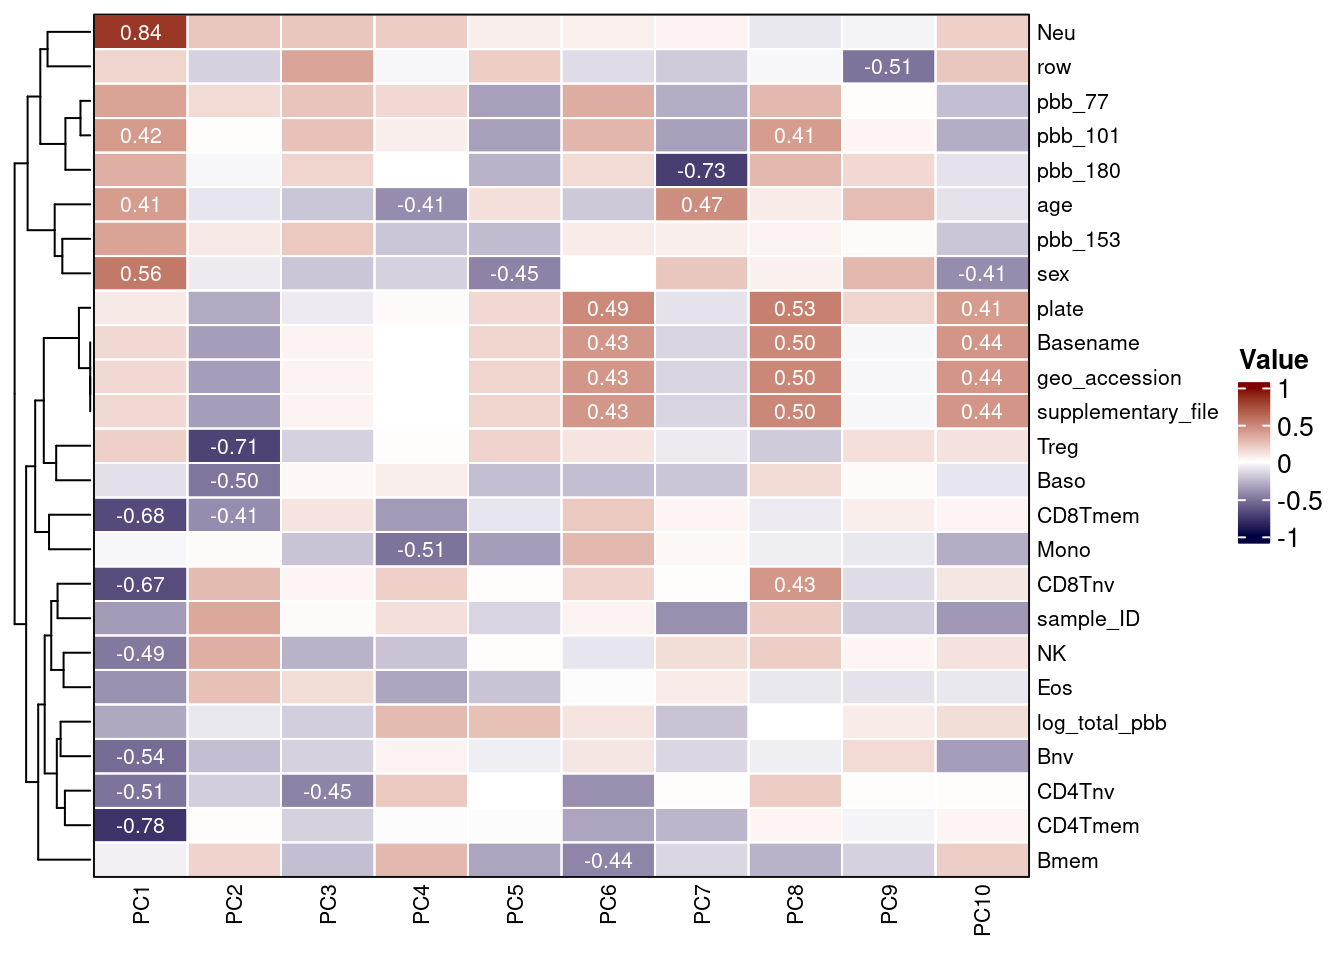 0.84 Neu
-0.51 row
pbb_77
0.42 0.41 pbb_101
-0.73 pbb_180
0.41 -0.41 0.47 age
pbb_153
0.56 -0.45 -0.41 sex
0.49 0.53 0.41 plate
0.43 0.50 0.44 Basename
0.43 0.50 0.44 geo_accession
0.43 0.50 0.44 supplementary_file
-0.71 Treg
-0.50 Baso
-0.68 -0.41 CD8Tmem
-0.51 Mono
-0.67 0.43 CD8Tnv
sample_ID
-0.49 NK
Eos
log_total_pbb
-0.54 Bnv
-0.51 -0.45 CD4Tnv
-0.78 CD4Tmem
-0.44 Bmem
PC1 PC2 PC3 PC4 PC5 PC6 PC7 PC8 PC9 PC10
Value
1
0.5
0
-0.5
-1